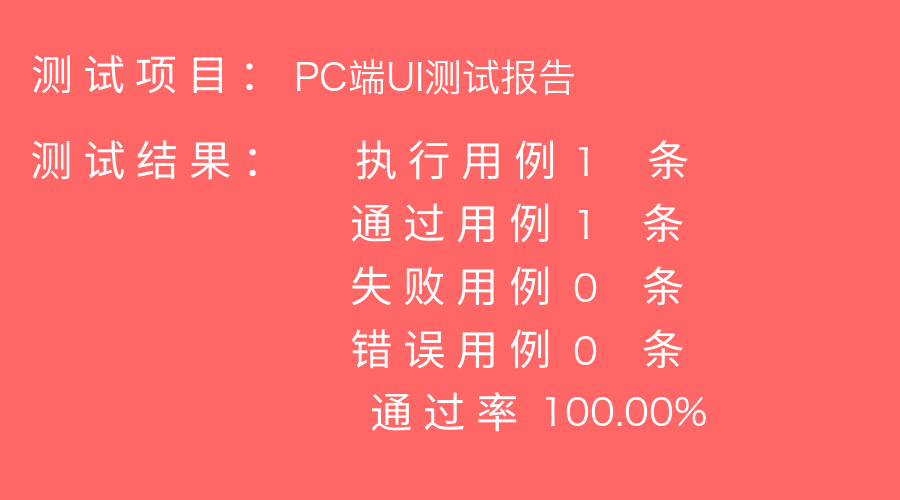 测试项目： PC端UI测试报告
测试结果： 执行用例 1 条
通过用例 1 条
失败用例 0 条
错误用例 0 条
通过率 100.00%